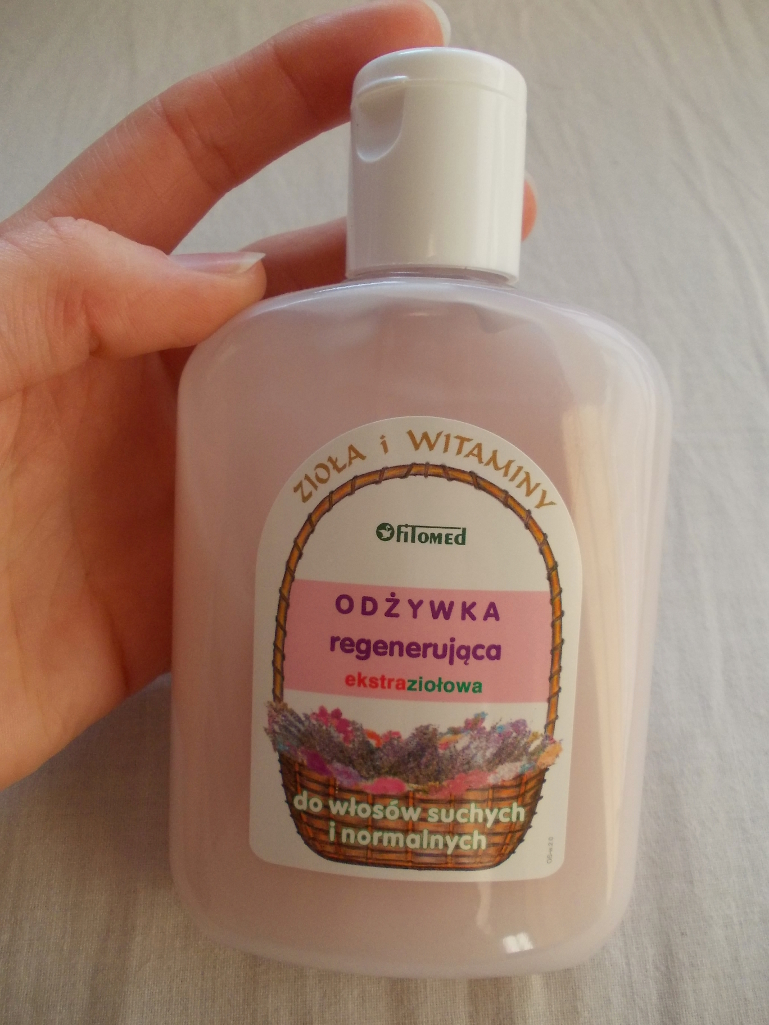 ZIOŁA i WITAMINY
fitomed
ODŻYWKA
regenerująca
ekstraziołowa
do włosów suchych
i normalnych